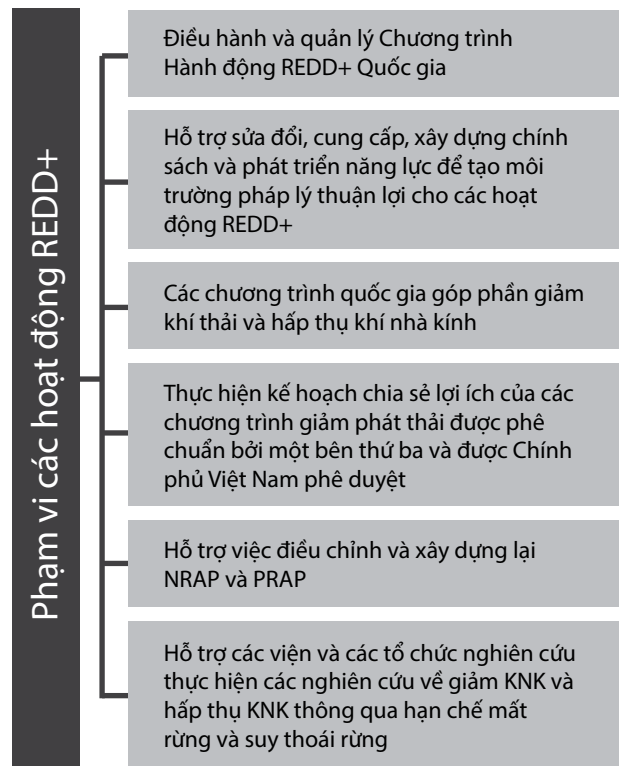 Phạm vi các hoạt động REDD+
Điều hành và quản lý Chương trình
Hành động REDD+ Quốc gia
Hỗ trợ sửa đổi, cung cấp, xây dựng chính
sách và phát triển năng lực để tạo môi
trường pháp lý thuận lợi cho các hoạt
động REDD+
Các chương trình quốc gia góp phần giảm
khí thải và hấp thụ khí nhà kính
Thực hiện kế hoạch chia sẻ lợi ích của các
chương trình giảm phát thải được phê
chuẩn bởi một bên thứ ba và được Chính
phủ Việt Nam phê duyệt
Hỗ trợ việc điều chỉnh và xây dựng lại
NRAP và PRAP
Hỗ trợ các viện và các tổ chức nghiên cứu
thực hiện các nghiên cứu về giảm KNK và
hấp thụ KNK thông qua hạn chế mất
rừng và suy thoái rừng